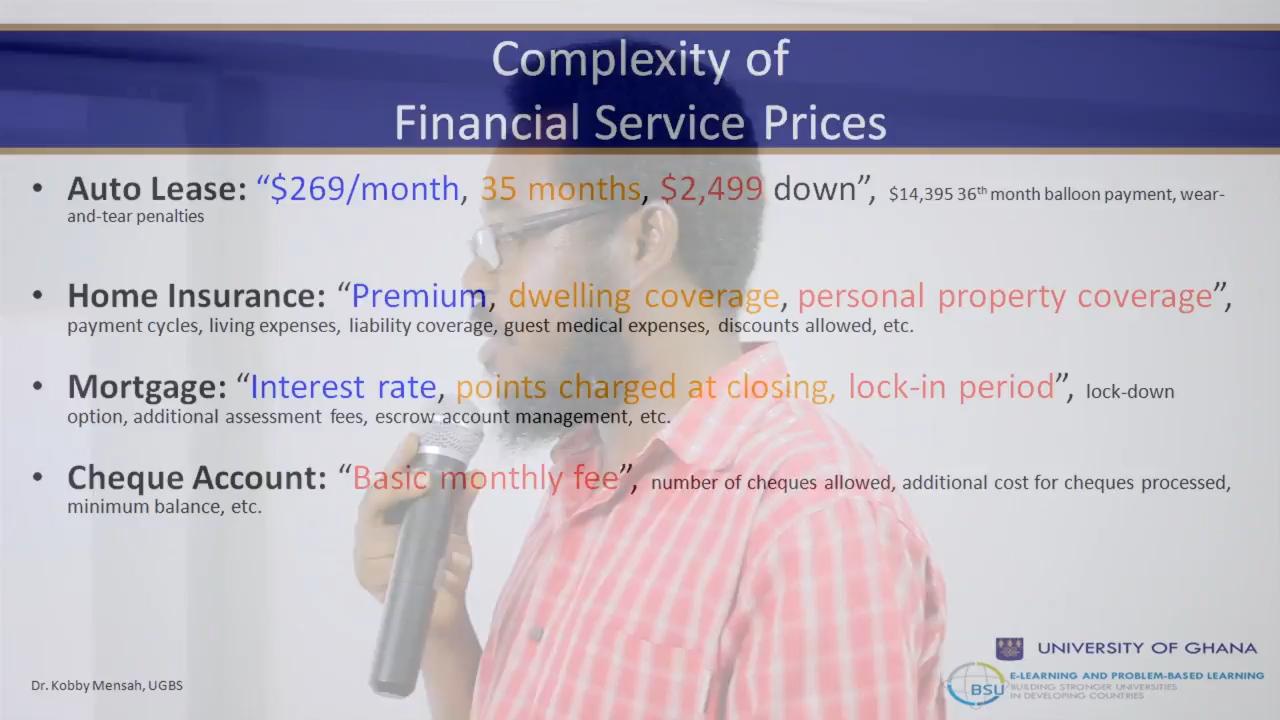 Complexity of
Financial Service Prices
• Auto Lease: “$269/month, 35 months, $2,499 down”, $14,395 36th month balloon payment, wear-
and-tear penalties
• Home Insurance: “Premium, dwelling coverage, personal property coverage”,
payment cycles, living expenses, liability coverage, guest medical expenses, discounts allowed, etc.
• Mortgage: “Interest rate, points charged at closing, lock-in period”, lock-down
option, additional assessment fees, escrow account management, etc.
• Cheque Account: “Basic monthly fee”, number of cheques allowed, additional cost for cheques processed,
minimum balance, etc.
UNIVERSITY OF GHANA
BSU
E-LEARNING AND PROBLEM-BASED LEARNING
BUILDING STRONGER UNIVERSITIES
IN DEVELOPING COUNTRIES
Dr. Kobby Mensah, UGBS